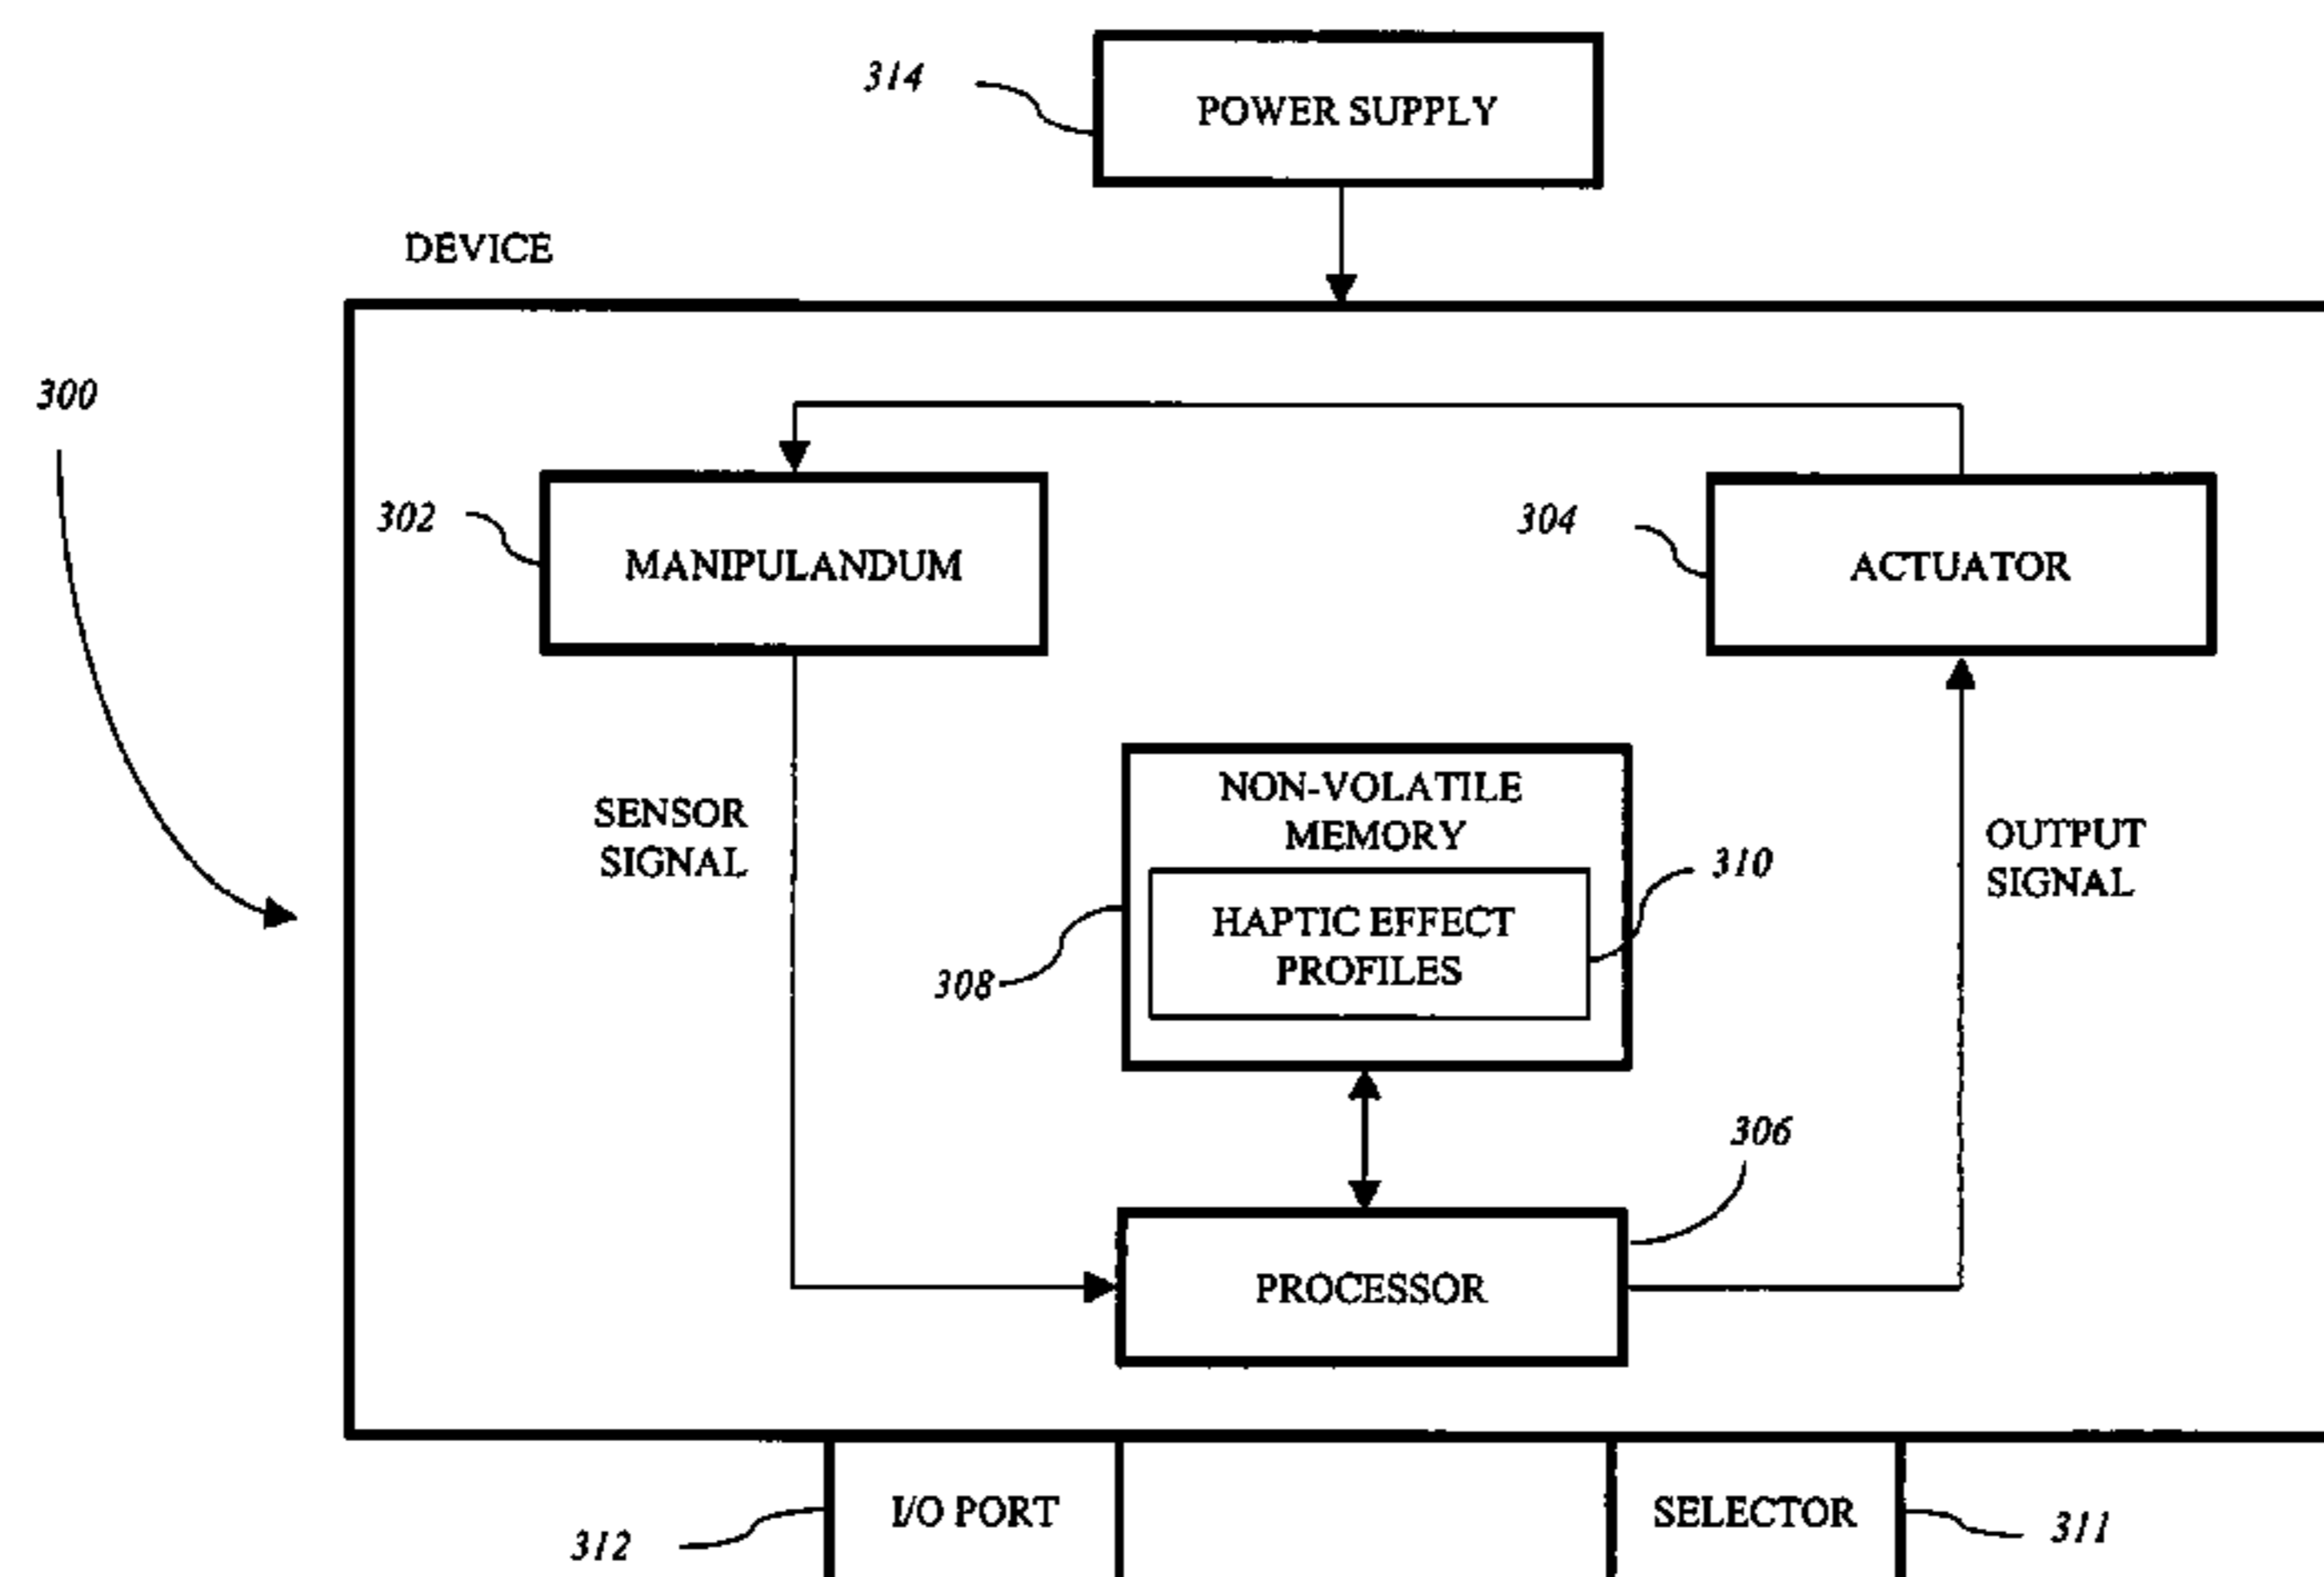 314
POWER SUPPLY
DEVICE
300
302
MANIPULANDUM
304
ACTUATOR
SENSOR
SIGNAL
NON-VOLATILE
MEMORY
310
HAPTIC EFFECT
PROFILES
308
OUTPUT
SIGNAL
306
PROCESSOR
I/O PORT
312
SELECTOR
311